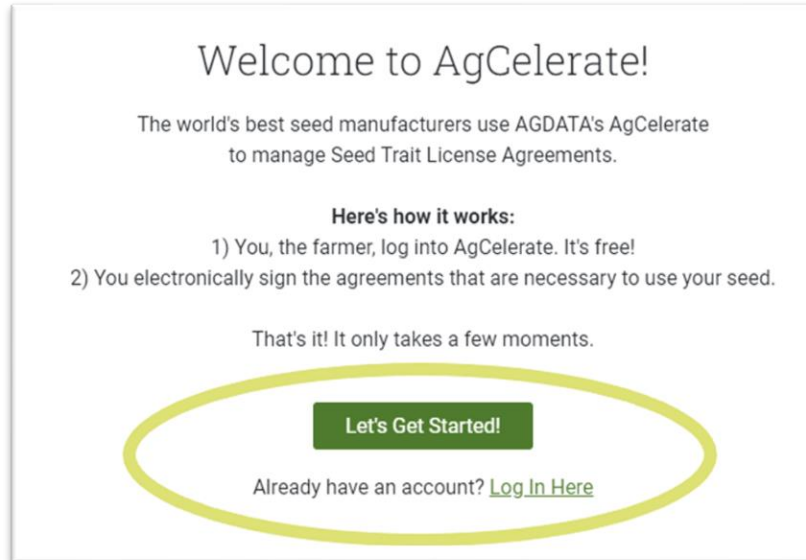 Welcome to AgCelerate!
The world's best seed manufacturers use AGDATA's AgCelerate
to manage Seed Trait License Agreements.
Here's how it works:
1) You, the farmer, log into AgCelerate. It's free!
2) You electronically sign the agreements that are necessary to use your seed.
That's it! It only takes a few moments.
Let's Get Started!
Already have an account? Log In Here